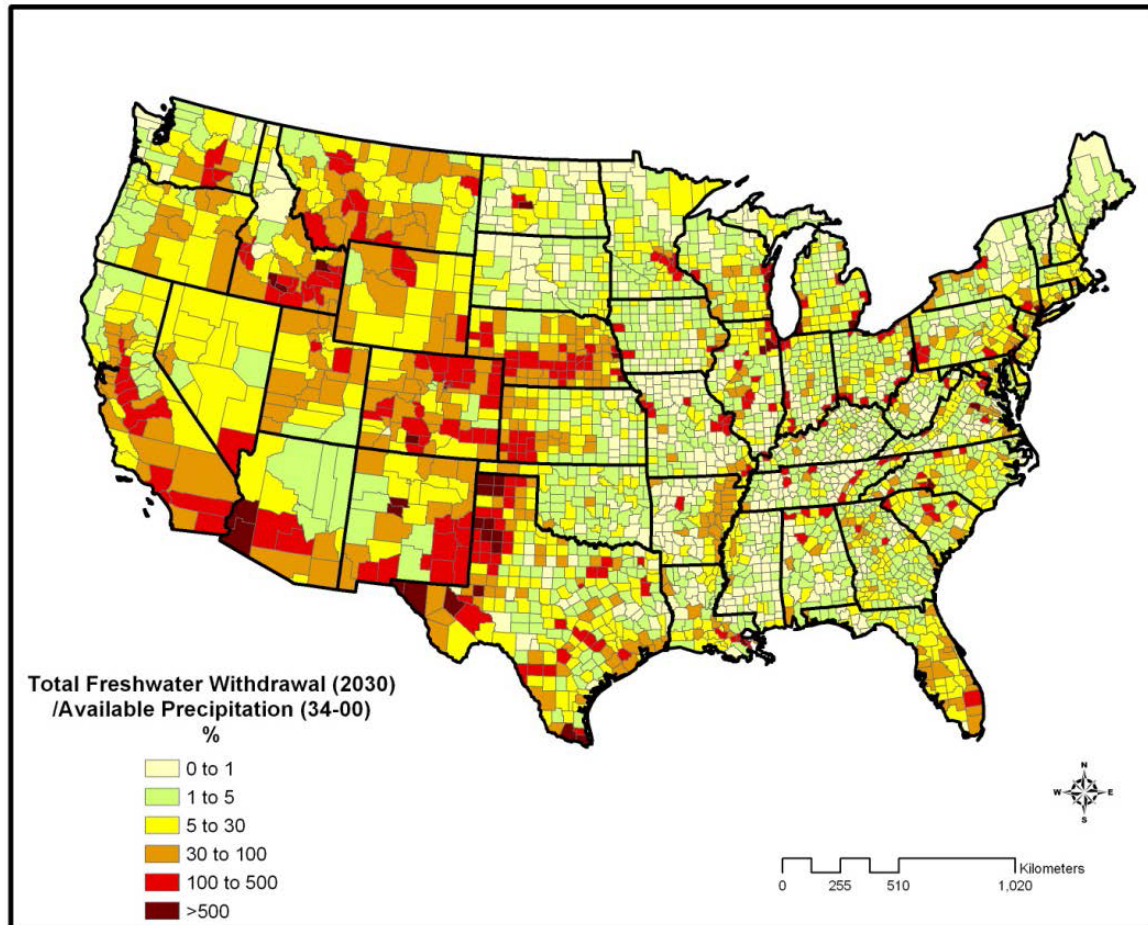 Total Freshwater Withdrawal (2030)
/Available Precipitation (34-00)
%
0 to 1
1 to 5
5 to 30
30 to 100
100 to 500
>500
N
W E
S
Kilometers
0 255 510 1,020